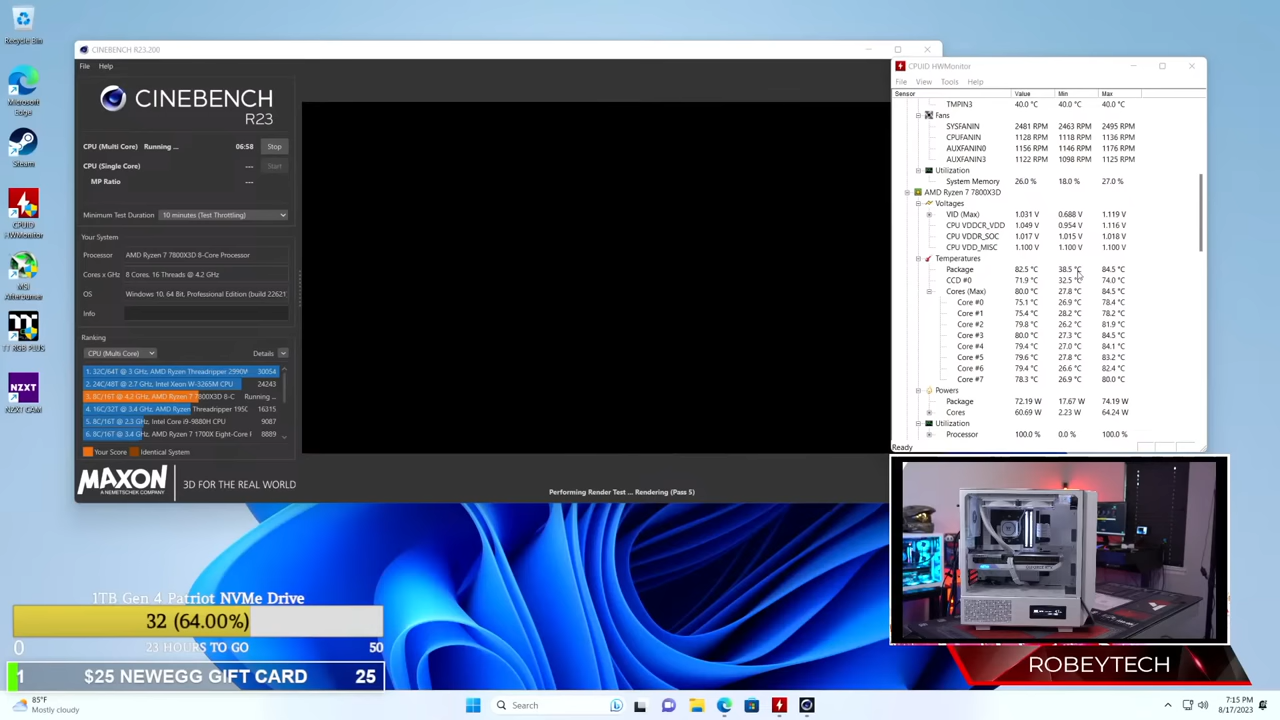 Recycle Bin
Microsoft
Edge
Steam
CPUID
HWMonitor
MSI
Afterburner
TT RGB PLUS
NZXT CAM
CINEBENCH R23.200
File Help
CINEBENCH
R23
CPU (Multi Core) Running ... 06:58 Stop
CPU (Single Core) --- Start
MP Ratio ---
Minimum Test Duration 10 minutes (Test Throttling)
Your System
Processor AMD Ryzen 7 7800X3D 8-Core Processor
Cores x GHz 8 Cores, 16 Threads @ 4.2 GHz
OS Windows 10, 64 Bit, Professional Edition (build 22621
Info
Ranking
CPU (Multi Core) Details
1. 32C/64T @ 3 GHz, AMD Ryzen Threadripper 2990W 30054
2. 24C/48T @ 2.7 GHz, Intel Xeon W-3265M CPU 24243
3. 8C/16T @ 4.2 GHz, AMD Ryzen 7 7800X3D 8-C Running...
4. 16C/32T @ 3.4 GHz, AMD Ryzen Threadripper 195( 16315
5. 8C/16T @ 2.3 GHz, Intel Core i9-9880H CPU 9087
6. 8C/16T @ 3.4 GHz, AMD Ryzen 7 1700X Eight-Core F 8889
Your Score Identical System
MAXON
A NEMETSCHEK COMPANY
3D FOR THE REAL WORLD
Performing Render Test ... Rendering (Pass 5)
CPUID HWMonitor
File View Tools Help
Sensor Value Min Max
TMPIN3 40.0 °C 40.0 °C 40.0 °C
Fans
SYSFANIN 2481 RPM 2463 RPM 2495 RPM
CPUFANIN 1128 RPM 1118 RPM 1136 RPM
AUXFANIN0 1156 RPM 1146 RPM 1176 RPM
AUXFANIN3 1122 RPM 1098 RPM 1125 RPM
Utilization
System Memory 26.0 % 18.0 % 27.0 %
AMD Ryzen 7 7800X3D
Voltages
VID (Max) 1.031 V 0.688 V 1.119 V
CPU VDDCR_VDD 1.049 V 0.954 V 1.116 V
CPU VDDR_SOC 1.017 V 1.015 V 1.018 V
CPU VDD_MISC 1.100 V 1.100 V 1.100 V
Temperatures
Package 82.5 °C 38.5 °C 84.5 °C
CCD #0 71.9 °C 32.5 °C 74.0 °C
Cores (Max) 80.0 °C 27.8 °C 84.5 °C
Core #0 75.1 °C 26.9 °C 78.4 °C
Core #1 75.4 °C 28.2 °C 78.2 °C
Core #2 79.8 °C 26.2 °C 81.9 °C
Core #3 80.0 °C 27.3 °C 84.5 °C
Core #4 79.4 °C 27.0 °C 84.1 °C
Core #5 79.6 °C 27.8 °C 83.2 °C
Core #6 79.4 °C 26.6 °C 82.4 °C
Core #7 78.3 °C 26.9 °C 80.0 °C
Powers
Package 72.19 W 17.67 W 74.19 W
Cores 60.69 W 2.23 W 64.24 W
Utilization
Processor 100.0 % 0.0 % 100.0 %
Ready
1TB Gen 4 Patriot NVMe Drive
32 (64.00%)
0 23 HOURS TO GO 50
1 $25 NEWEGG GIFT CARD 25
ROBEYTECH
85°F
Mostly cloudy
Search
7:15 PM
8/17/2023